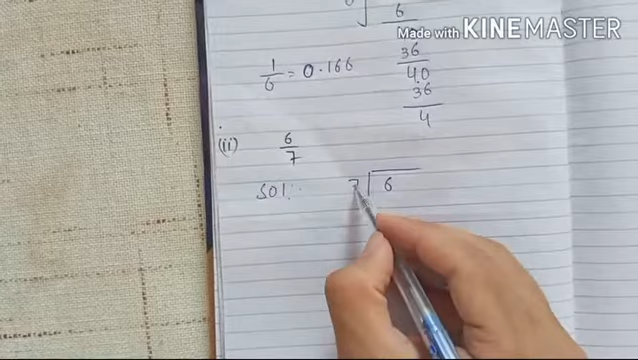 6
Made with KINEMASTER
36
1/6 = 0.166
40
36
4
(ii) 6/7
SOl:- 7 6